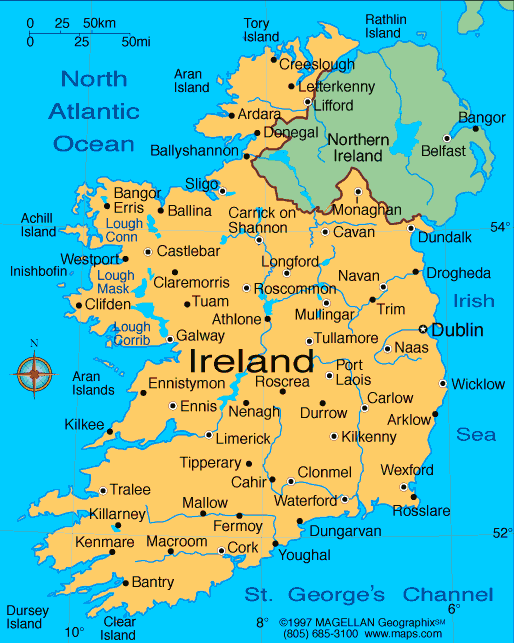 0 25 50km
0 25 50mi
Tory
Island
Rathlin
Island
North
Atlantic
Ocean
Aran
Island
Creeslough
Letterkenny
Lifford
Ardara
Donegal
Northern
Ireland
Bangor
Belfast
Ballyshannon
Sligo
Monaghan
Bangor
Erris
Ballina
Carrick on
Shannon
Cavan
Dundalk
54°
Achill
Island
Lough
Conn
Westport
Castlebar
Longford
Navan
Drogheda
Inishbofin
Lough
Mask
Claremorris
Roscommon
Irish
Clifden
Tuam
Mullingar
Trim
Athlone
Lough
Corrib
Galway
Tullamore
Dublin
Naas
N
Ireland
Aran
Islands
Ennistymon
Roscrea
Port
Laois
Wicklow
Ennis
Nenagh
Durrow
Carlow
Arklow
Kilkee
Limerick
Kilkenny
Sea
Tipperary
Cahir
Clonmel
Wexford
Tralee
Waterford
Rosslare
Killarney
Mallow
Fermoy
Dungarvan
52°
Kenmare
Macroom
Cork
Youghal
Bantry
St. George's Channel
Dursey
Island
Clear
Island
10°
8°
6°
©1997 MAGELLAN Geographix℠
(805) 685-3100 www.maps.com